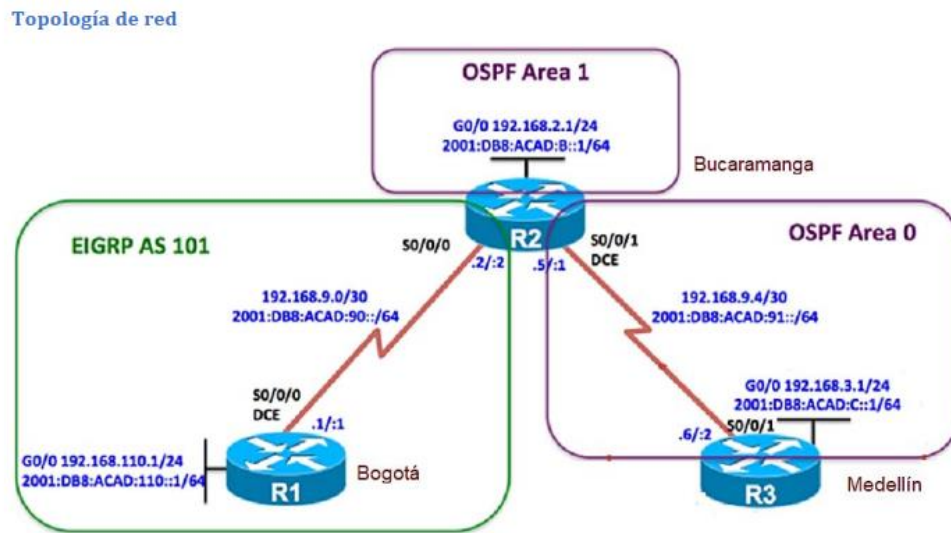 Topología de red
OSPF Area 1
G0/0 192.168.2.1/24
2001:DB8:ACAD:B::1/64
Bucaramanga
EIGRP AS 101
S0/0/0
R2
S0/0/1
DCE
OSPF Area 0
.2/:2
.5/:1
192.168.9.0/30
2001:DB8:ACAD:90::/64
192.168.9.4/30
2001:DB8:ACAD:91::/64
S0/0/0
DCE
.1/:1
G0/0 192.168.3.1/24
2001:DB8:ACAD:C::1/64
.6/:2
S0/0/1
G0/0 192.168.110.1/24
2001:DB8:ACAD:110::1/64
R1
Bogotá
R3
Medellín